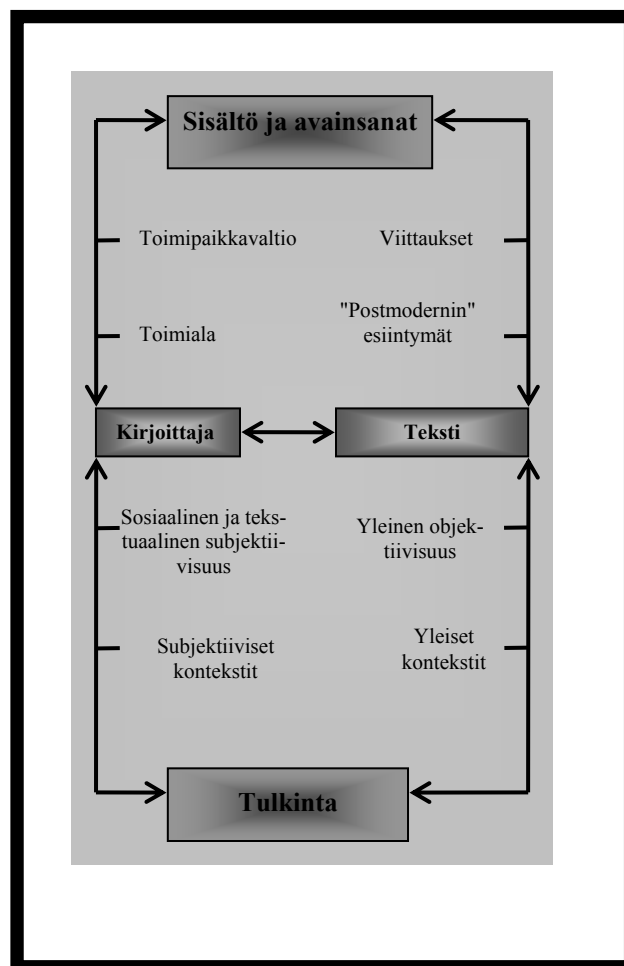 Sisältö ja avainsanat
Toimipaikkavaltio
Viittaukset
"Postmodernin"
esiintymät
Toimiala
Kirjoittaja
Teksti
Sosiaalinen ja teks-
tuaalinen subjektii-
visuus
Yleinen objek-
tiivisuus
Subjektiiviset
kontekstit
Yleiset
kontekstit
Tulkinta